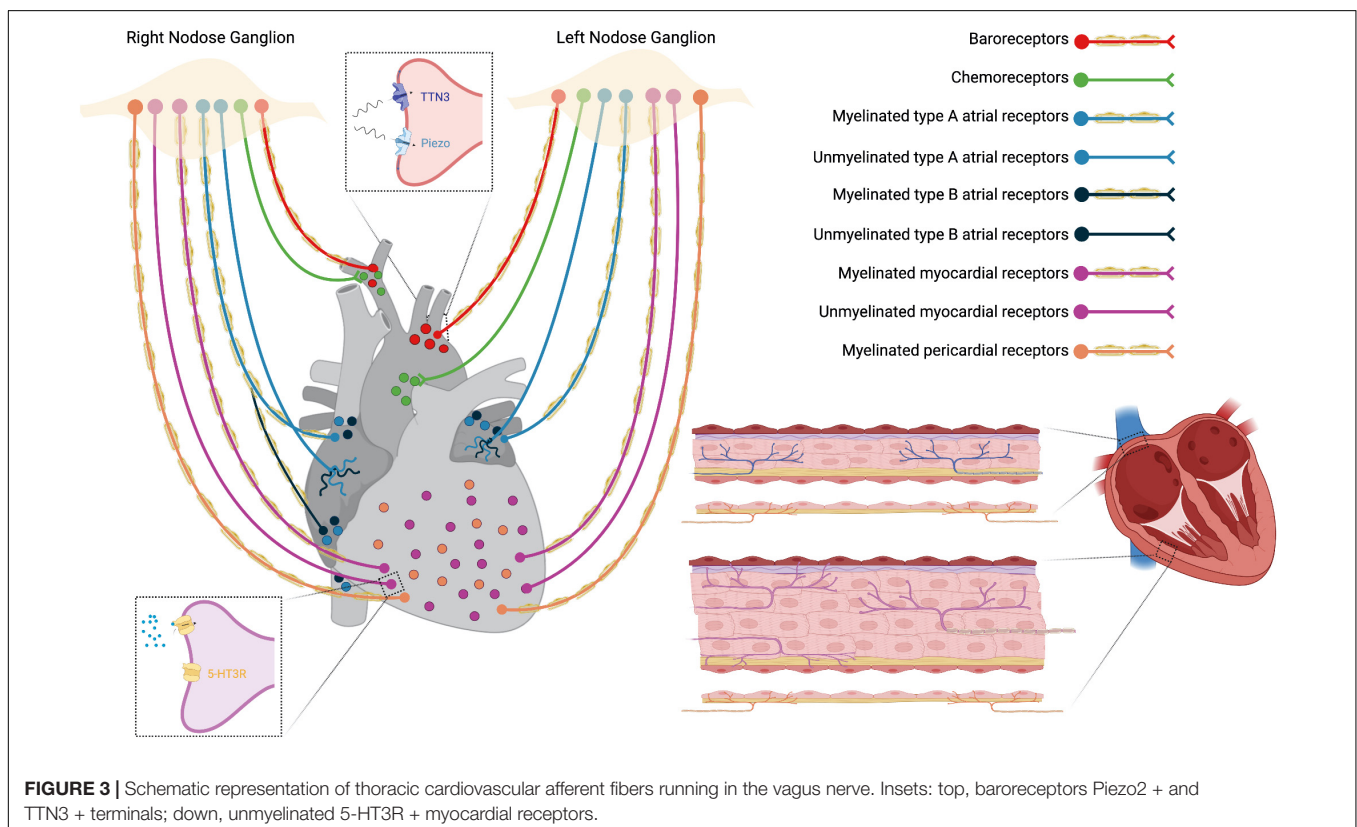 Right Nodose Ganglion
Left Nodose Ganglion
TTN3
Piezo
Baroreceptors
Chemoreceptors
Myelinated type A atrial receptors
Unmyelinated type A atrial receptors
Myelinated type B atrial receptors
Unmyelinated type B atrial receptors
Myelinated myocardial receptors
Unmyelinated myocardial receptors
Myelinated pericardial receptors
5-HT3R
FIGURE 3 | Schematic representation of thoracic cardiovascular afferent fibers running in the vagus nerve. Insets: top, baroreceptors Piezo2 + and
TTN3 + terminals; down, unmyelinated 5-HT3R + myocardial receptors.